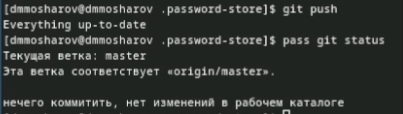 [dmmosharov@dmmosharov .password-store]$ git push
Everything up-to-date
[dmmosharov@dmmosharov .password-store]$ pass git status
Текущая ветка: master
Эта ветка соответствует «origin/master».
нечего коммитить, нет изменений в рабочем каталоге